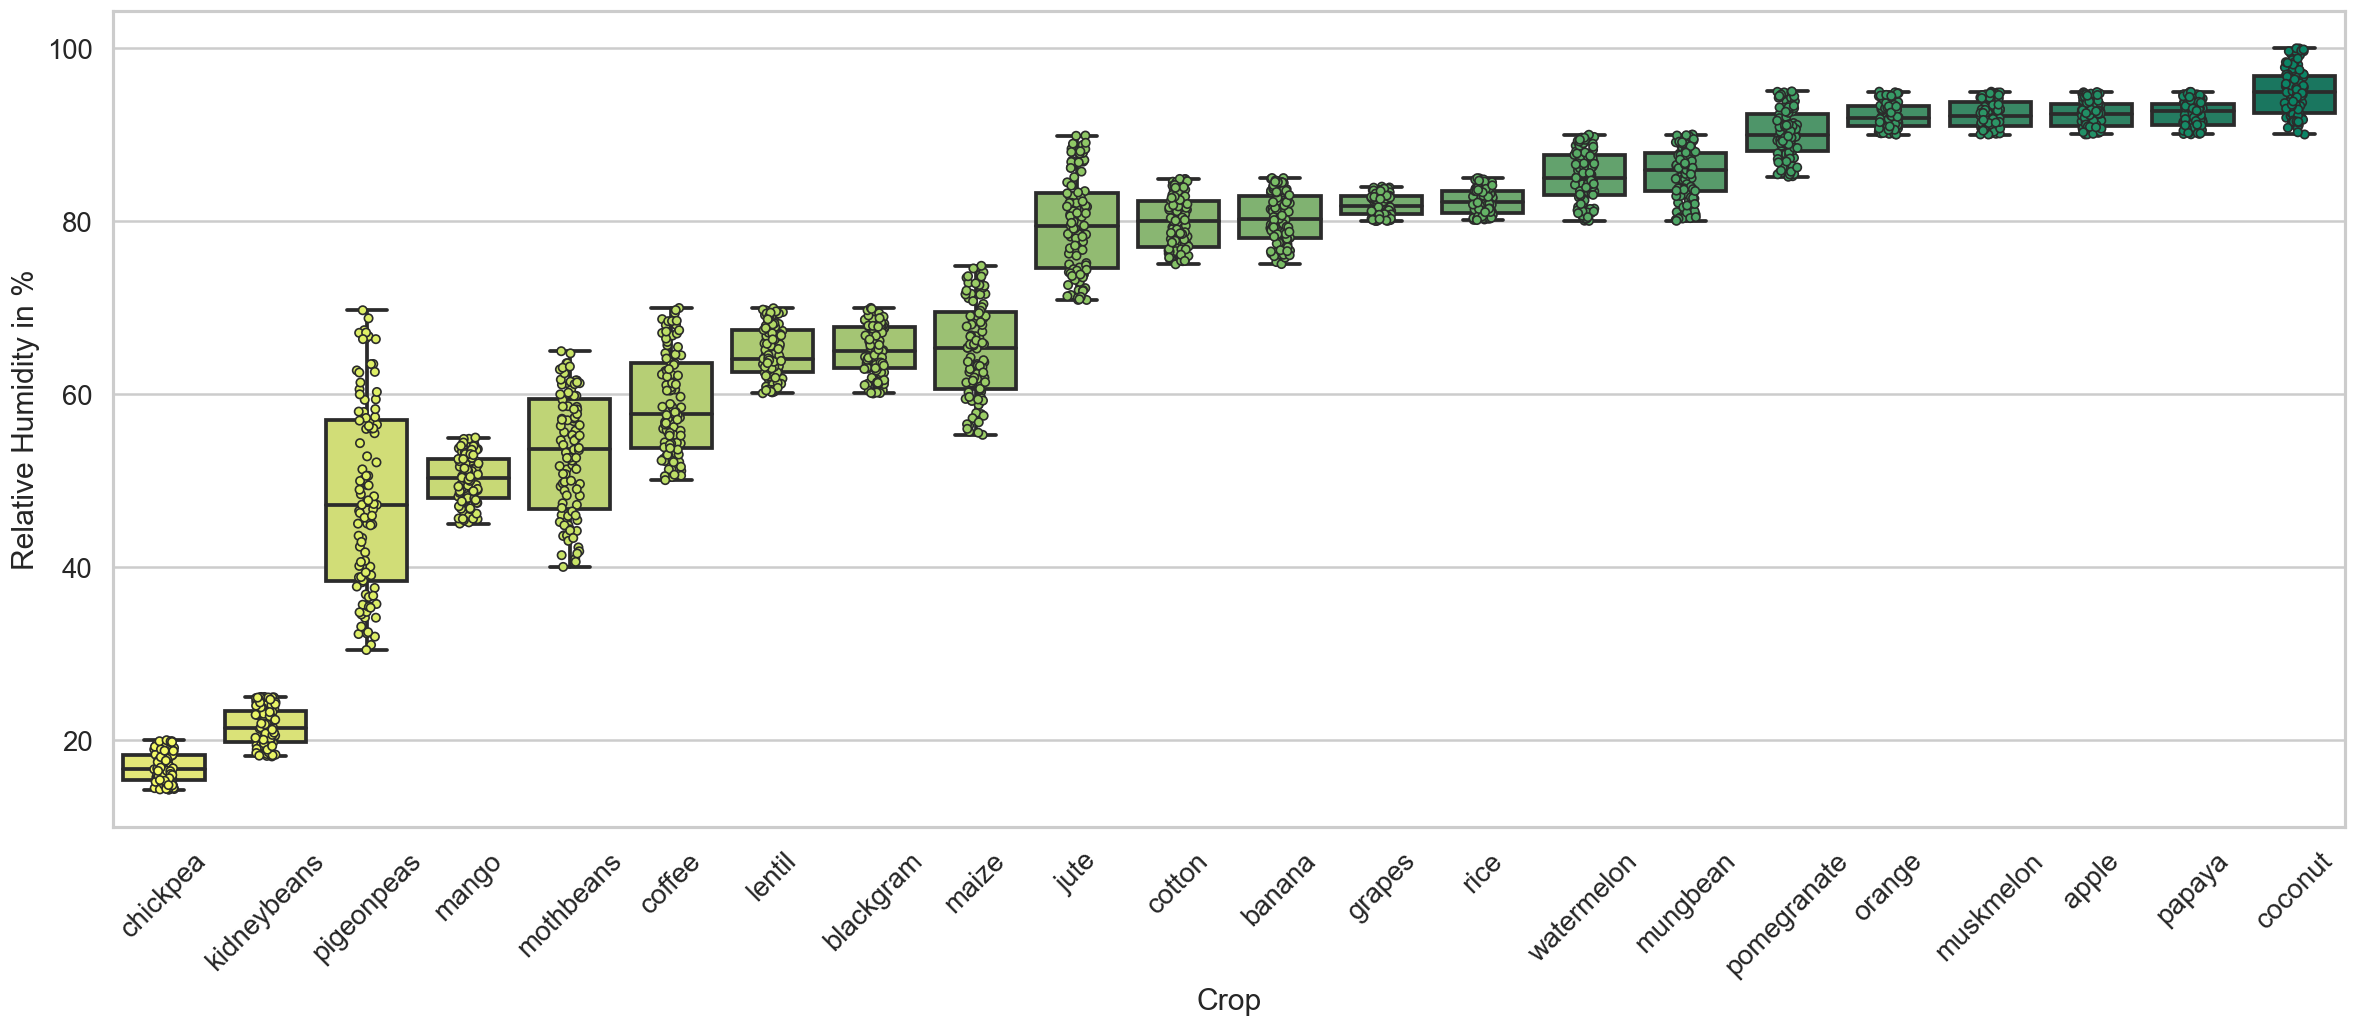 Relative Humidity in %
100
80
60
40
20
chickpea
kidneybeans
pigeonpeas
mango
mothbeans
coffee
lentil
blackgram
maize
jute
cotton
banana
grapes
rice
watermelon
mungbean
pomegranate
orange
muskmelon
apple
papaya
coconut
Crop